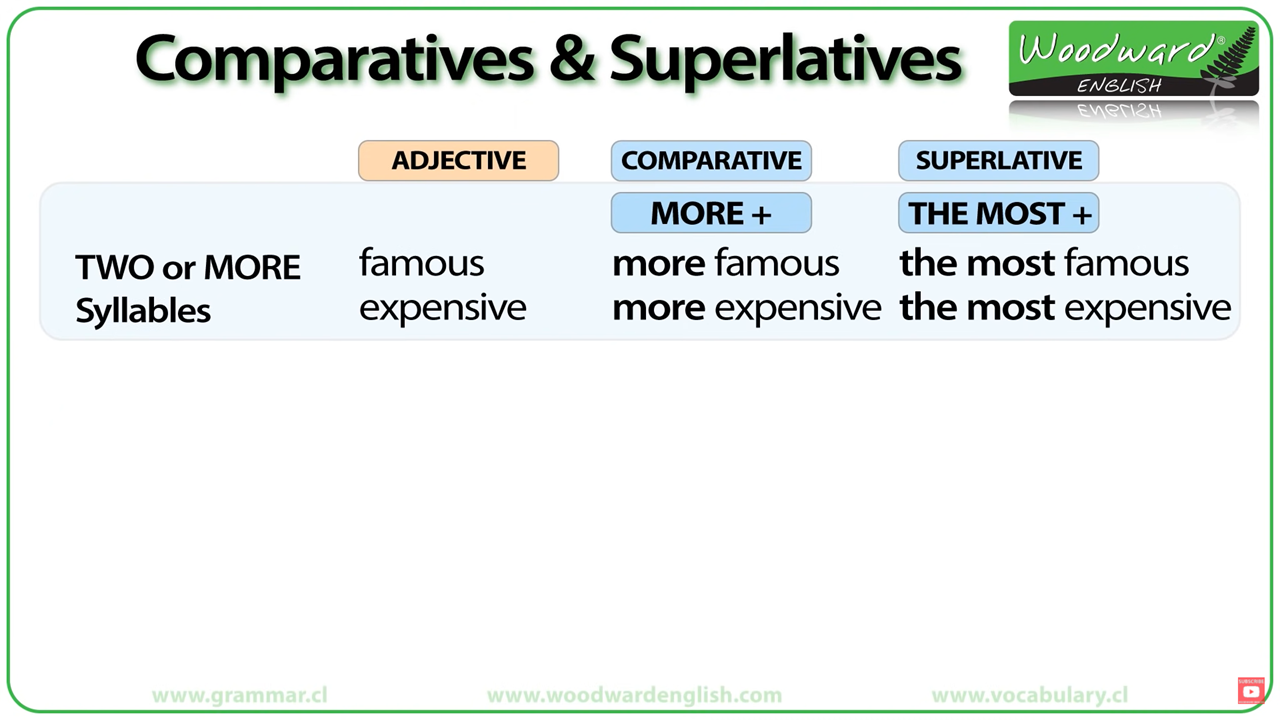 Comparatives & Superlatives
Woodward®
ENGLISH
ADJECTIVE COMPARATIVE SUPERLATIVE
MORE + THE MOST +
TWO or MORE famous more famous the most famous
Syllables expensive more expensive the most expensive
www.grammar.cl www.woodwardenglish.com www.vocabulary.cl
SUBSCRIBE